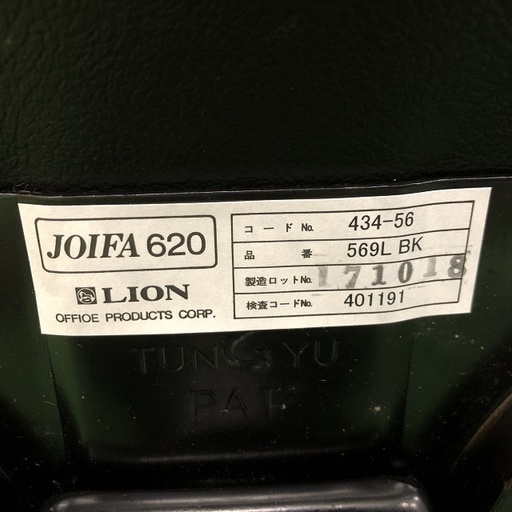 JOIFA 620
LION
OFFICE PRODUCTS CORP.
コード No. 434-56
品番 569L BK
製造ロットNo. 171018
検査コードNo. 401191
TUNG YU
PAT